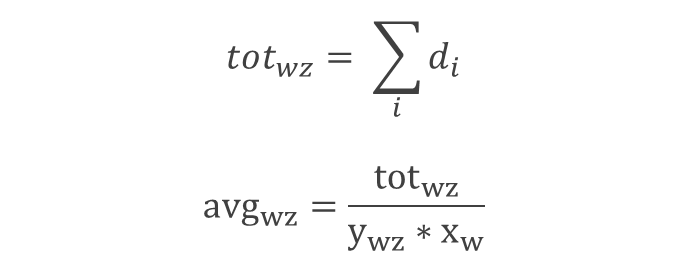 tot_wz = ∑_i d_i
avg_wz = tot_wz / (y_wz * x_w)